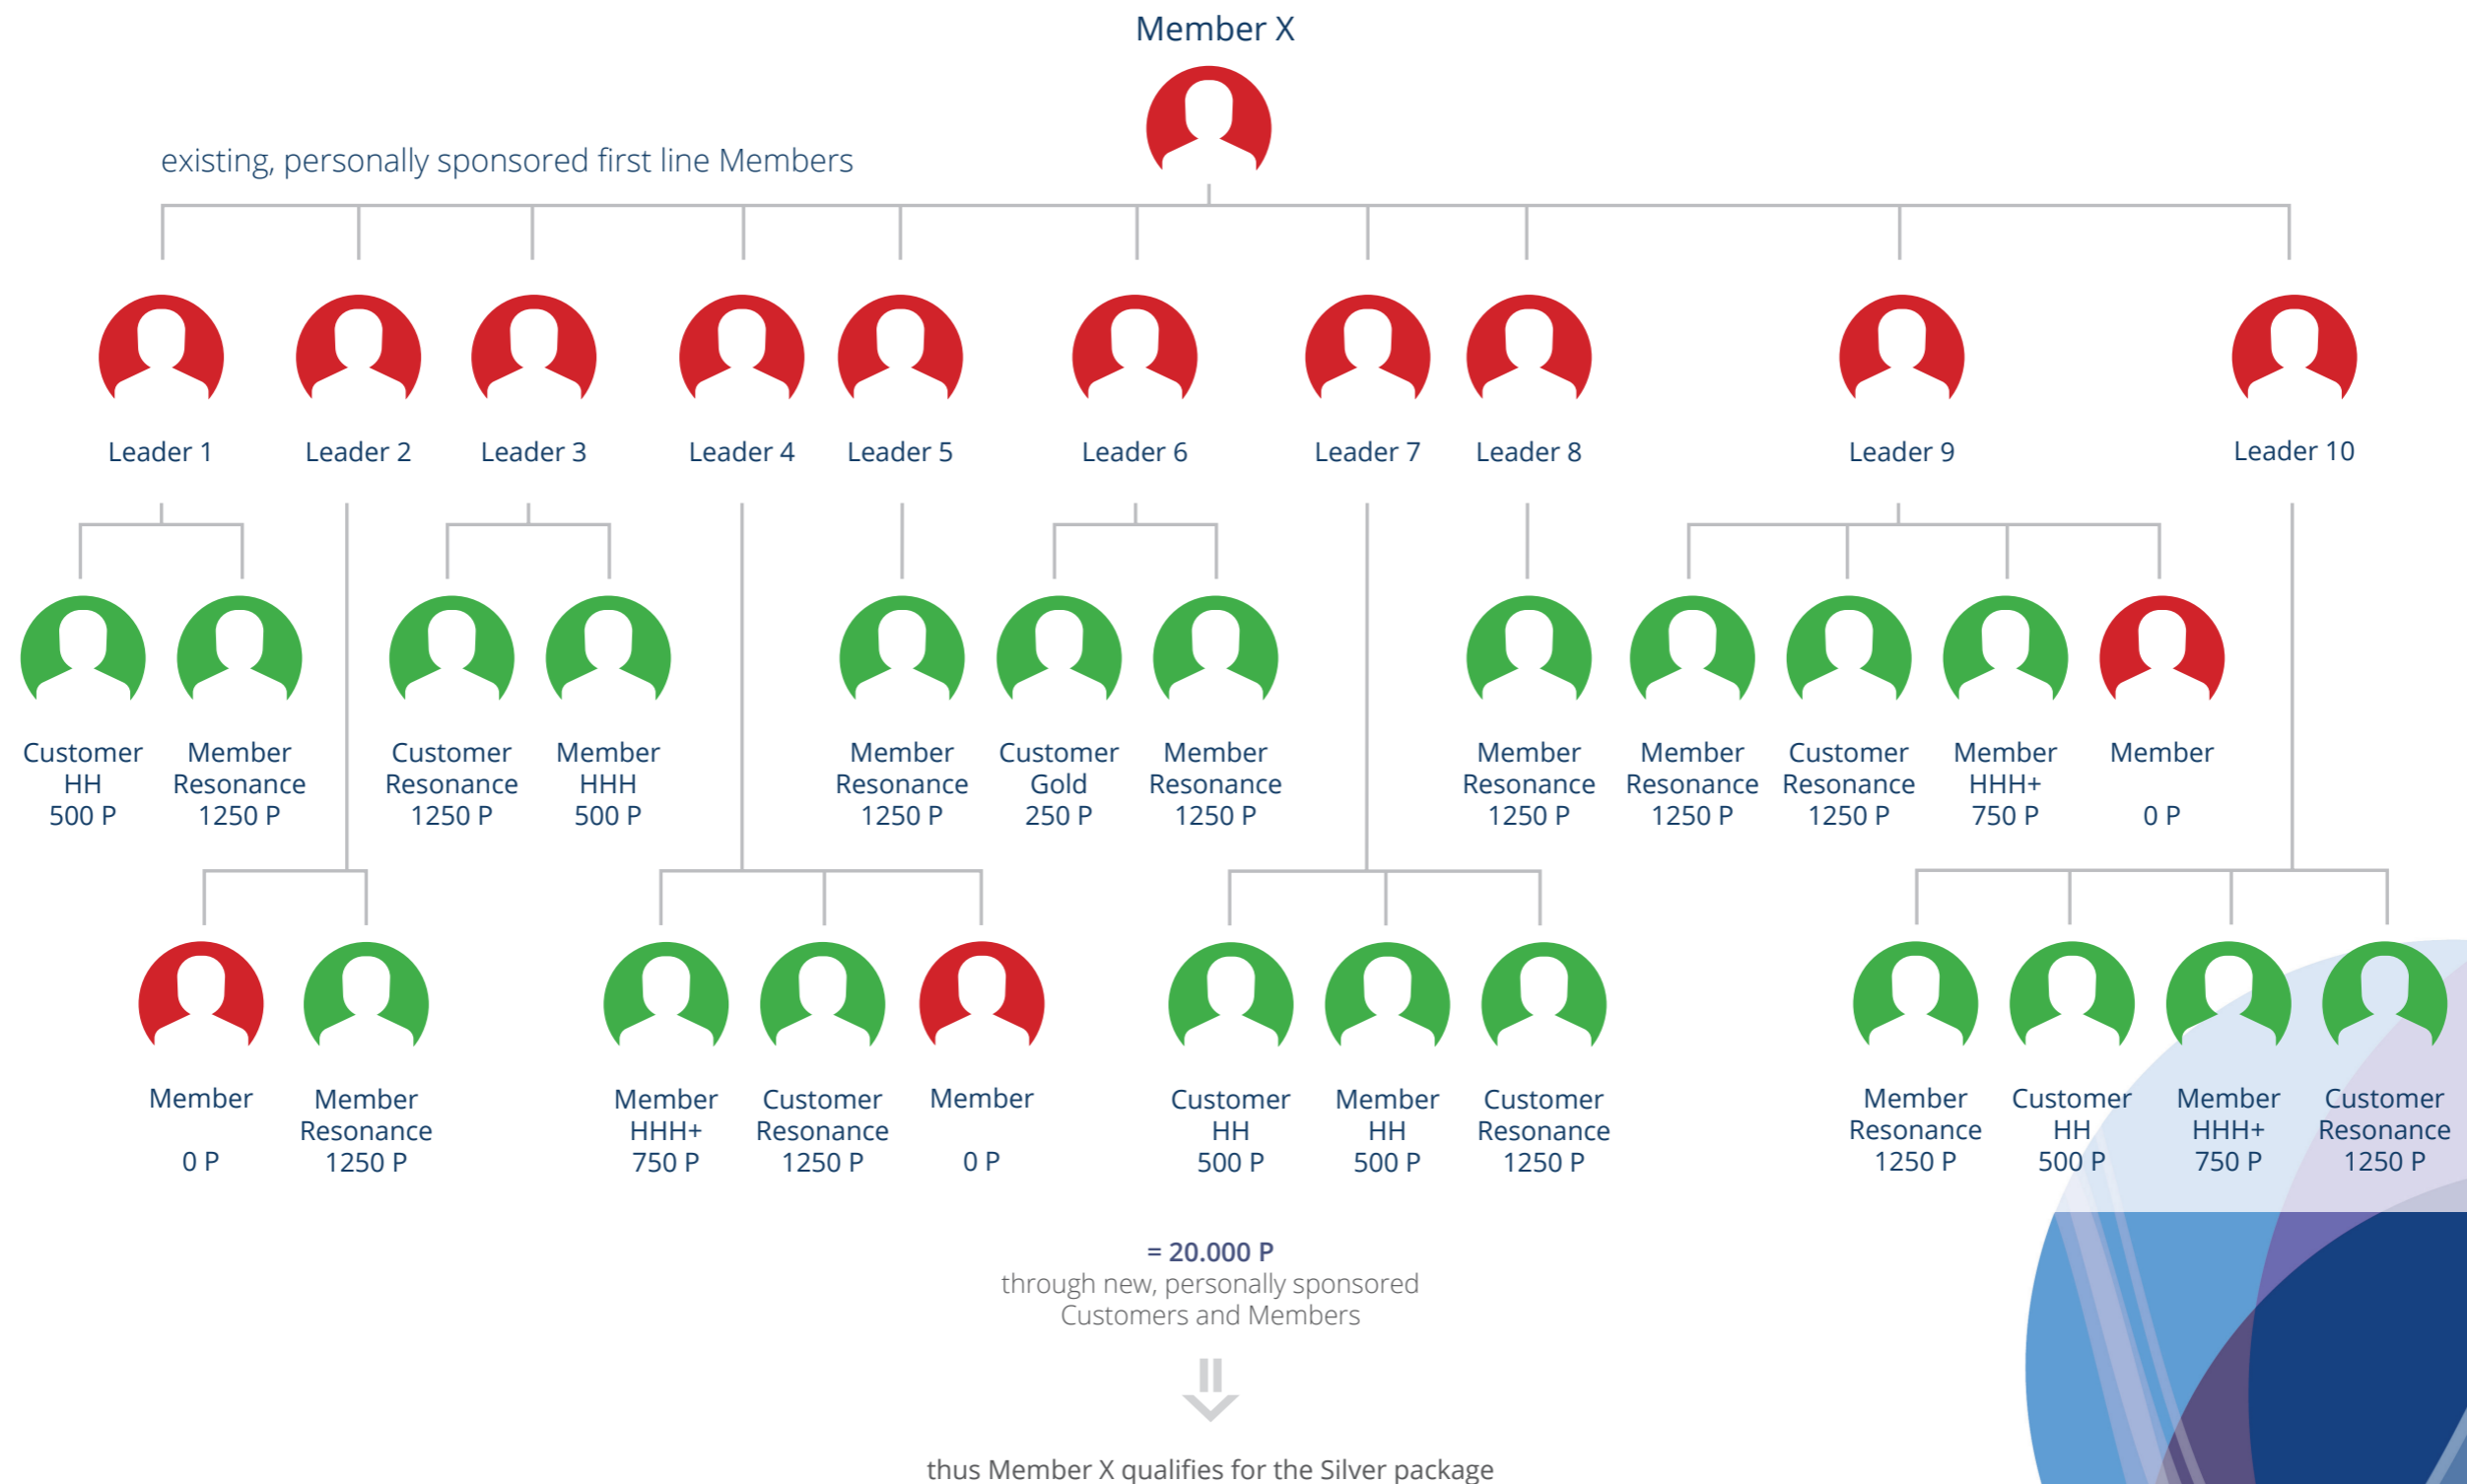 Member X
existing, personally sponsored first line Members
Leader 1
Leader 2
Leader 3
Leader 4
Leader 5
Leader 6
Leader 7
Leader 8
Leader 9
Leader 10
Customer
HH
500 P
Member
Resonance
1250 P
Customer
Resonance
1250 P
Member
HHH
500 P
Member
Resonance
1250 P
Customer
Gold
250 P
Member
Resonance
1250 P
Member
Resonance
1250 P
Member
Resonance
1250 P
Customer
Resonance
1250 P
Member
HHH+
750 P
Member
0 P
Member
0 P
Member
Resonance
1250 P
Member
HHH+
750 P
Customer
Resonance
1250 P
Member
0 P
Customer
HH
500 P
Member
HH
500 P
Customer
Resonance
1250 P
Member
Resonance
1250 P
Customer
HH
500 P
Member
HHH+
750 P
Customer
Resonance
1250 P
= 20.000 P
through new, personally sponsored
Customers and Members
thus Member X qualifies for the Silver package